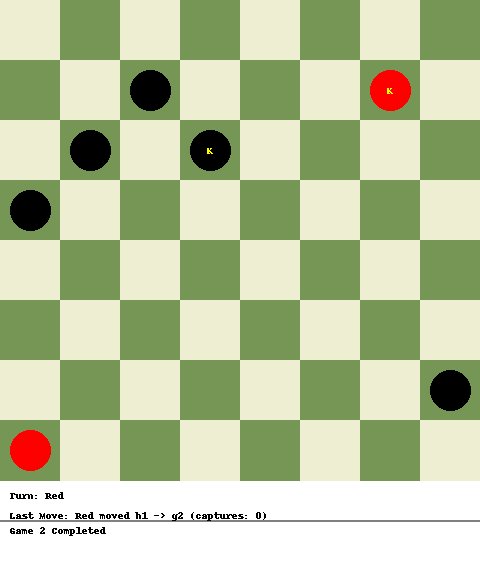 K
K
Turn: Red
Last Move: Red moved h1 -> g2 (captures: 0)
Game 2 Completed